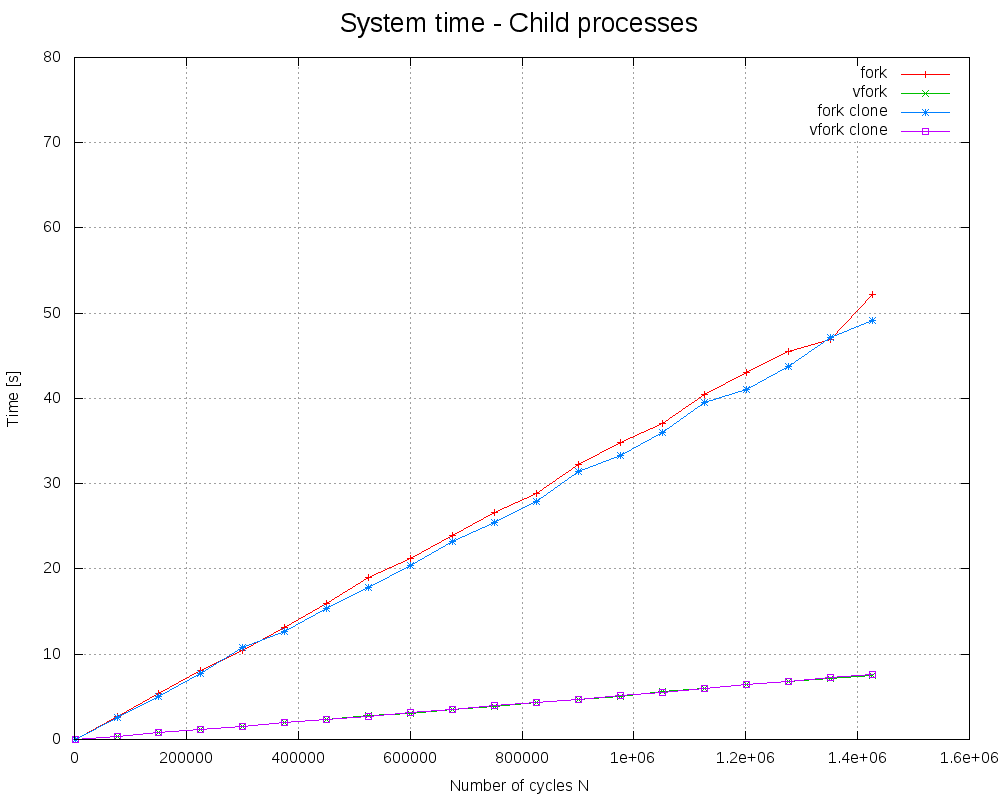 System time - Child processes
80
70
60
50
40
30
20
10
0
Time [s]
fork
vfork
fork clone
vfork clone
0 200000 400000 600000 800000 1e+06 1.2e+06 1.4e+06 1.6e+06
Number of cycles N